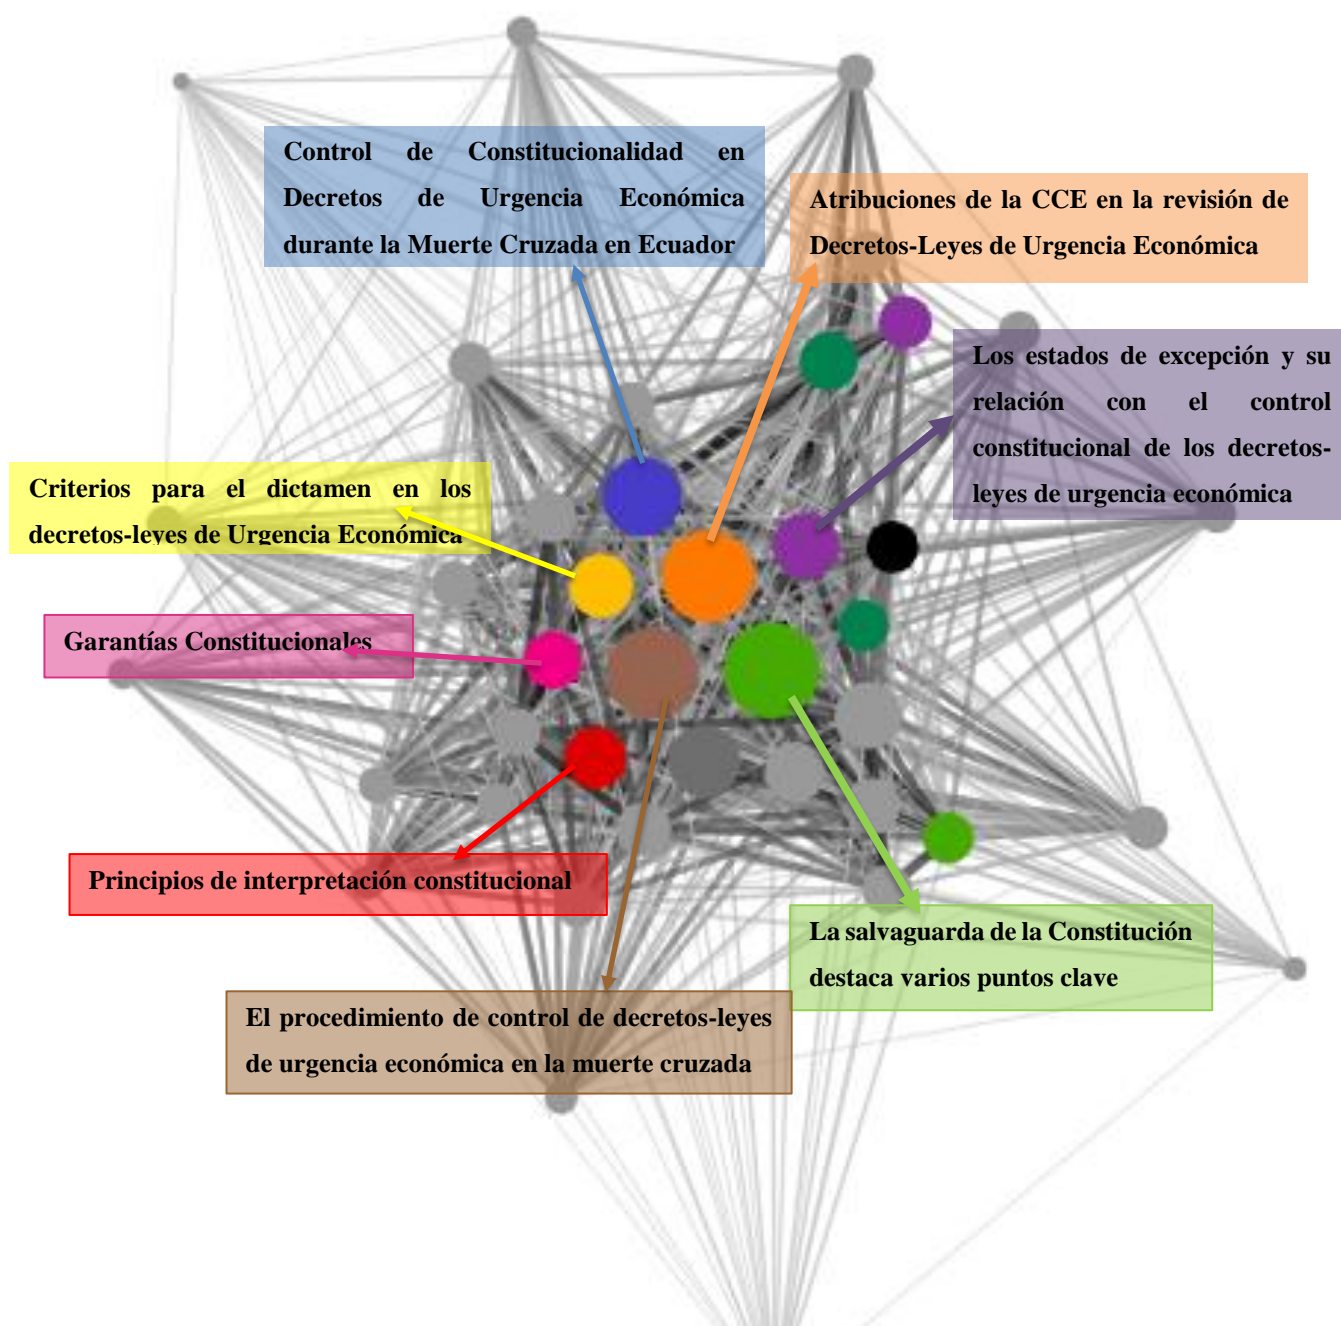 Control de Constitucionalidad en
Decretos de Urgencia Económica
durante la Muerte Cruzada en Ecuador
Atribuciones de la CCE en la revisión de
Decretos-Leyes de Urgencia Económica
Los estados de excepción y su
relación con el control
constitucional de los decretos-
leyes de urgencia económica
Criterios para el dictamen en los
decretos-leyes de Urgencia Económica
Garantías Constitucionales
Principios de interpretación constitucional
La salvaguarda de la Constitución
destaca varios puntos clave
El procedimiento de control de decretos-leyes
de urgencia económica en la muerte cruzada